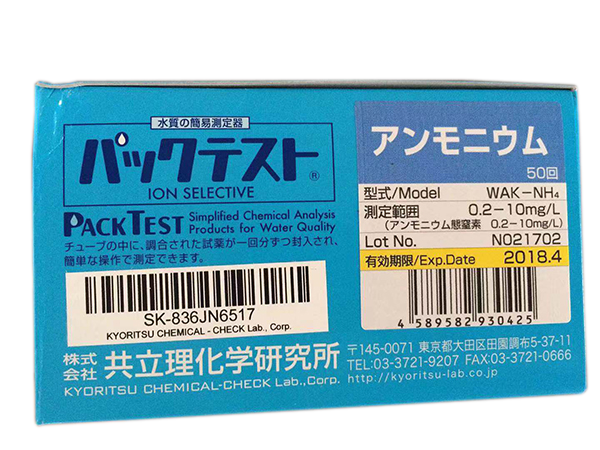 水質の簡易測定器
パックテスト®
ION SELECTIVE
PACKTEST Simplified Chemical Analysis
Products for Water Quality
チューブの中に、調合された試薬が一回分ずつ封入され、
簡単な操作で測定できます。
SK-836JN6517
KYORITSU CHEMICAL - CHECK Lab., Corp.
株式会社 共立理化学研究所
KYORITSU CHEMICAL-CHECK Lab.,Corp.
アンモニウム
50回
型式/Model WAK-NH₄
測定範囲 0.2-10mg/L
(アンモニウム態窒素 0.2-10mg/L)
Lot No. N021702
有効期限/Exp.Date 2018.4
4 589582 930425
〒145-0071 東京都大田区田園調布5-37-11
TEL:03-3721-9207 FAX:03-3721-0666
http://kyoritsu-lab.co.jp